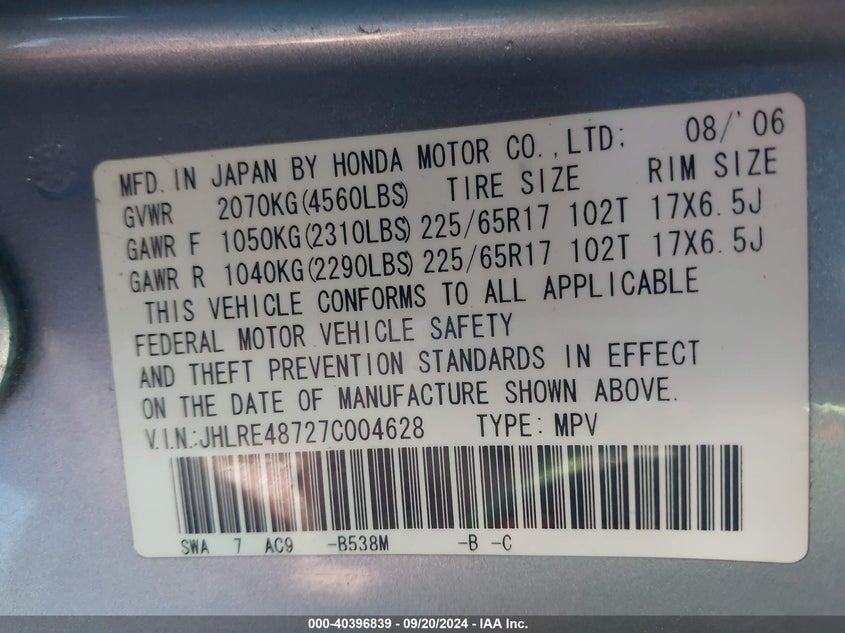 MFD. IN JAPAN BY HONDA MOTOR CO.,LTD; 08/'06
GVWR 2070KG(4560LBS) TIRE SIZE RIM SIZE
GAWR F 1050KG(2310LBS) 225/65R17 102T 17X6.5J
GAWR R 1040KG(2290LBS) 225/65R17 102T 17X6.5J
THIS VEHICLE CONFORMS TO ALL APPLICABLE
FEDERAL MOTOR VEHICLE SAFETY
AND THEFT PREVENTION STANDARDS IN EFFECT
ON THE DATE OF MANUFACTURE SHOWN ABOVE.
V.I.N.:JHLRE48727C004628 TYPE: MPV
SWA 7 AC9 -B538M -B -C
000-40396839 - 09/20/2024 - IAA Inc.